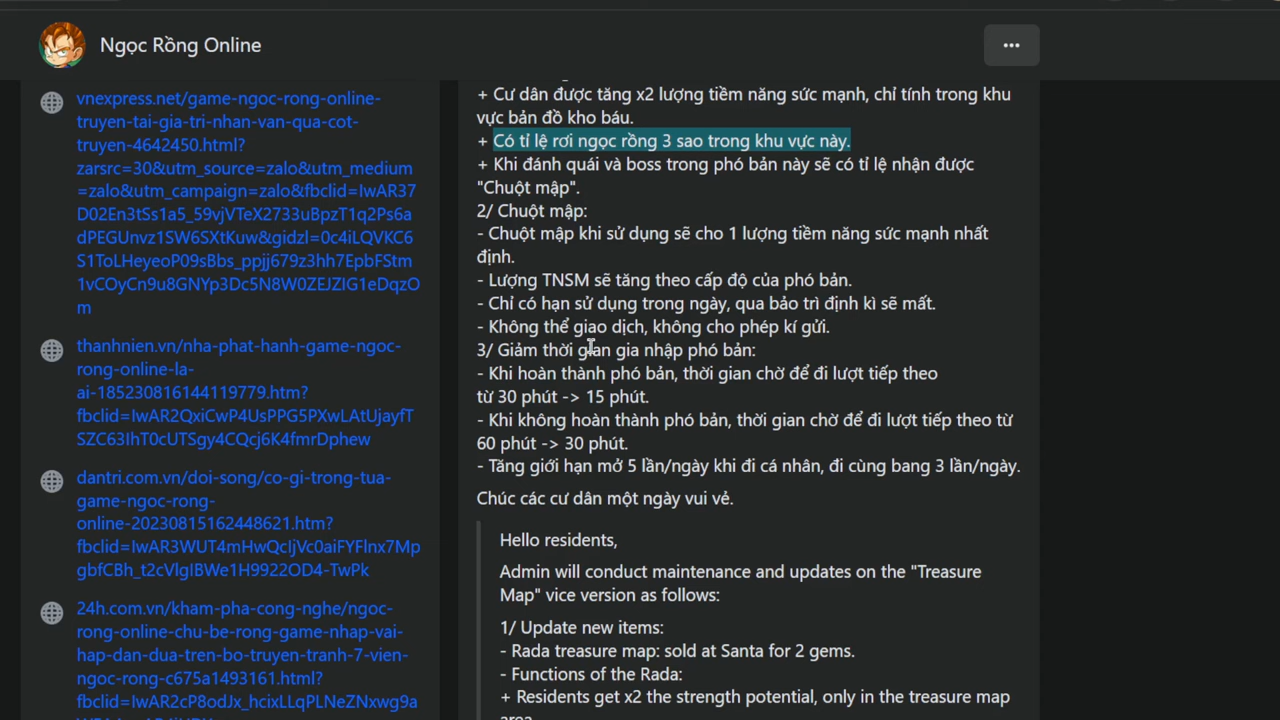 Ngọc Rồng Online
vnexpress.net/game-ngoc-rong-online-
truyen-tai-gia-tri-nhan-van-qua-cot-
truyen-4642450.html?
zarsrc=30&utm_source=zalo&utm_medium
=zalo&utm_campaign=zalo&fbclid=IwAR37
D02En3tSs1a5_59vjVTeX2733uBpzT1q2Ps6a
dPEGUnvz1SW6SXtKuw&gidzl=0c4iLQVKC6
S1ToLHeyeoP09sBbs_ppjj679z3hh7EpbFStm
1vCOyCn9u8GNYp3Dc5N8W0ZEJZIG1eDqzO
m
thanhnien.vn/nha-phat-hanh-game-ngoc-
rong-online-la-
ai-185230816144119779.htm?
fbclid=IwAR2QxiCwP4UsPPG5PXwLAtUjayfT
SZC63IhT0cUTSgy4CQcj6K4fmrDphew
dantri.com.vn/doi-song/co-gi-trong-tua-
game-ngoc-rong-
online-20230815162448621.htm?
fbclid=IwAR3WUT4mHwQcIjVc0aiFYFlnx7Mp
gbfCBh_t2cVlgIBWe1H9922OD4-TwPk
24h.com.vn/kham-pha-cong-nghe/ngoc-
rong-online-chu-be-rong-game-nhap-vai-
hap-dan-dua-tren-bo-truyen-tranh-7-vien-
ngoc-rong-c675a1493161.html?
fbclid=IwAR2cP8odJx_hcixLLqPLNeZNxwg9a
+ Cư dân được tăng x2 lượng tiềm năng sức mạnh, chỉ tính trong khu
vực bản đồ kho báu.
+ Có tỉ lệ rơi ngọc rồng 3 sao trong khu vực này.
+ Khi đánh quái và boss trong phó bản này sẽ có tỉ lệ nhận được
"Chuột mập".
2/ Chuột mập:
- Chuột mập khi sử dụng sẽ cho 1 lượng tiềm năng sức mạnh nhất
định.
- Lượng TNSM sẽ tăng theo cấp độ của phó bản.
- Chỉ có hạn sử dụng trong ngày, qua bảo trì định kì sẽ mất.
- Không thể giao dịch, không cho phép kí gửi.
3/ Giảm thời gian gia nhập phó bản:
- Khi hoàn thành phó bản, thời gian chờ để đi lượt tiếp theo
từ 30 phút -> 15 phút.
- Khi không hoàn thành phó bản, thời gian chờ để đi lượt tiếp theo từ
60 phút -> 30 phút.
- Tăng giới hạn mở 5 lần/ngày khi đi cá nhân, đi cùng bang 3 lần/ngày.
Chúc các cư dân một ngày vui vẻ.
Hello residents,
Admin will conduct maintenance and updates on the "Treasure
Map" vice version as follows:
1/ Update new items:
- Rada treasure map: sold at Santa for 2 gems.
- Functions of the Rada:
+ Residents get x2 the strength potential, only in the treasure map
area.